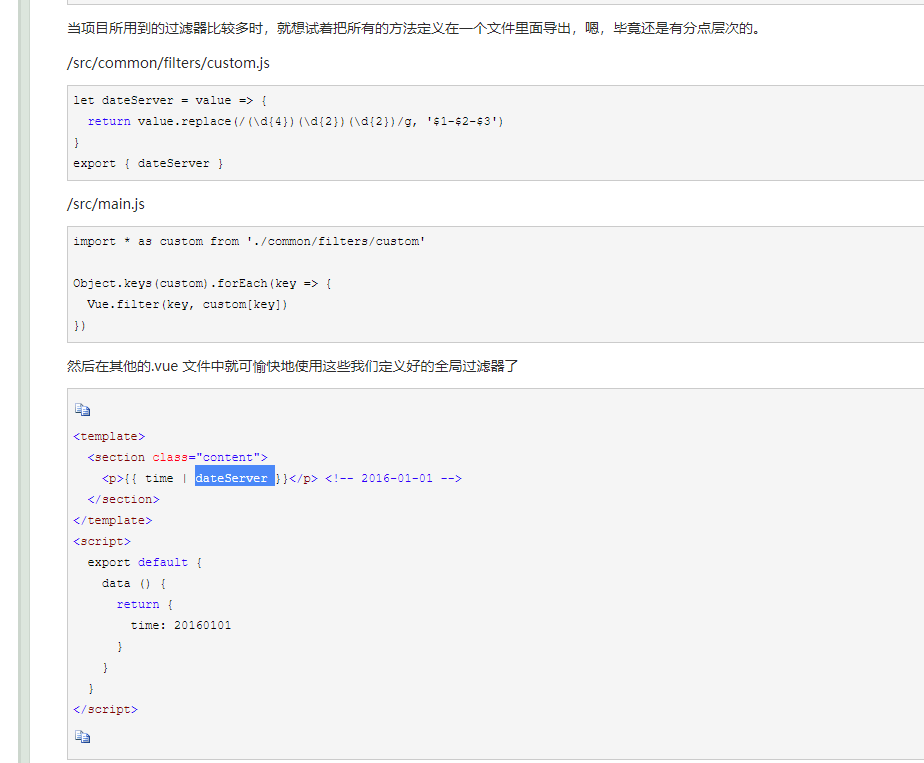 当项目所用到的过滤器比较多时，就想试着把所有的方法定义在一个文件里面导出，嗯，毕竟还是有分点层次的。
/src/common/filters/custom.js
let dateServer = value => {
  return value.replace(/(\d{4})(\d{2})(\d{2})/g, '$1-$2-$3')
}
export { dateServer }
/src/main.js
import * as custom from './common/filters/custom'
Object.keys(custom).forEach(key => {
  Vue.filter(key, custom[key])
})
然后在其他的.vue 文件中就可愉快地使用这些我们定义好的全局过滤器了
<template>
  <section class="content">
    <p>{{ time | dateServer }}</p> <!-- 2016-01-01 -->
  </section>
</template>
<script>
  export default {
    data () {
      return {
        time: 20160101
      }
    }
  }
</script>